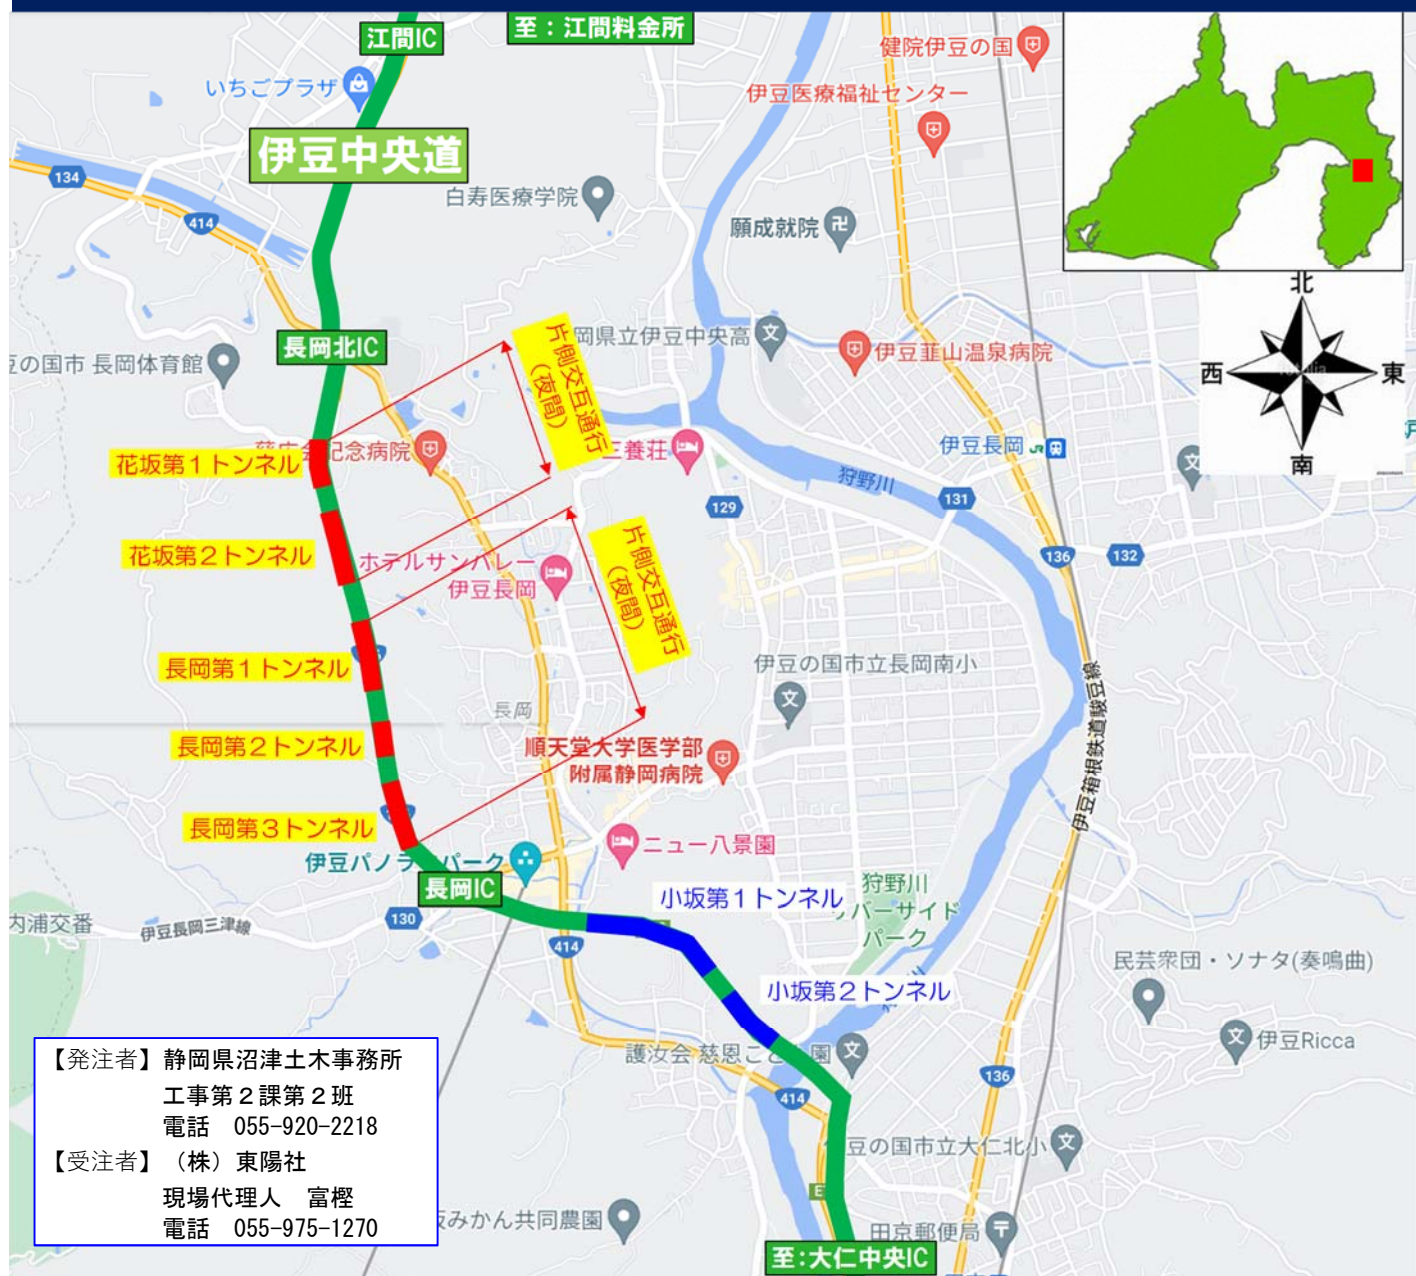 江間IC
至：江間料金所
健院伊豆の国
いちごプラザ
伊豆医療福祉センター
伊豆中央道
134
白寿医療学院
414
願成就院
北
長岡北IC
岡県立伊豆中央高
豆の国市 長岡体育館
伊豆韮山温泉病院
西
東
片側交互通行
（夜間）
記念病院
三養荘
伊豆長岡
南
花坂第１トンネル
狩野川
131
129
花坂第２トンネル
ホテルサンバレー
伊豆長岡
片側交互通行
（夜間）
136
132
長岡第１トンネル
伊豆の国市立長岡南小
長岡
長岡第２トンネル
順天堂大学医学部
附属静岡病院
伊豆箱根鉄道駿豆線
長岡第３トンネル
ニュー八景園
伊豆パノラマパーク
長岡IC
小坂第１トンネル
狩野川
リバーサイド
パーク
内浦交番
伊豆長岡三津線
130
414
民芸衆団・ソナタ(奏鳴曲)
小坂第２トンネル
伊豆Ricca
護汝会 慈恩こども園
136
414
【発注者】静岡県沼津土木事務所
工事第２課第２班
電話　055-920-2218
【受注者】（株）東陽社
現場代理人　富樫
電話　055-975-1270
伊豆の国市立大仁北小
坂みかん共同農園
田京郵便局
至：大仁中央IC